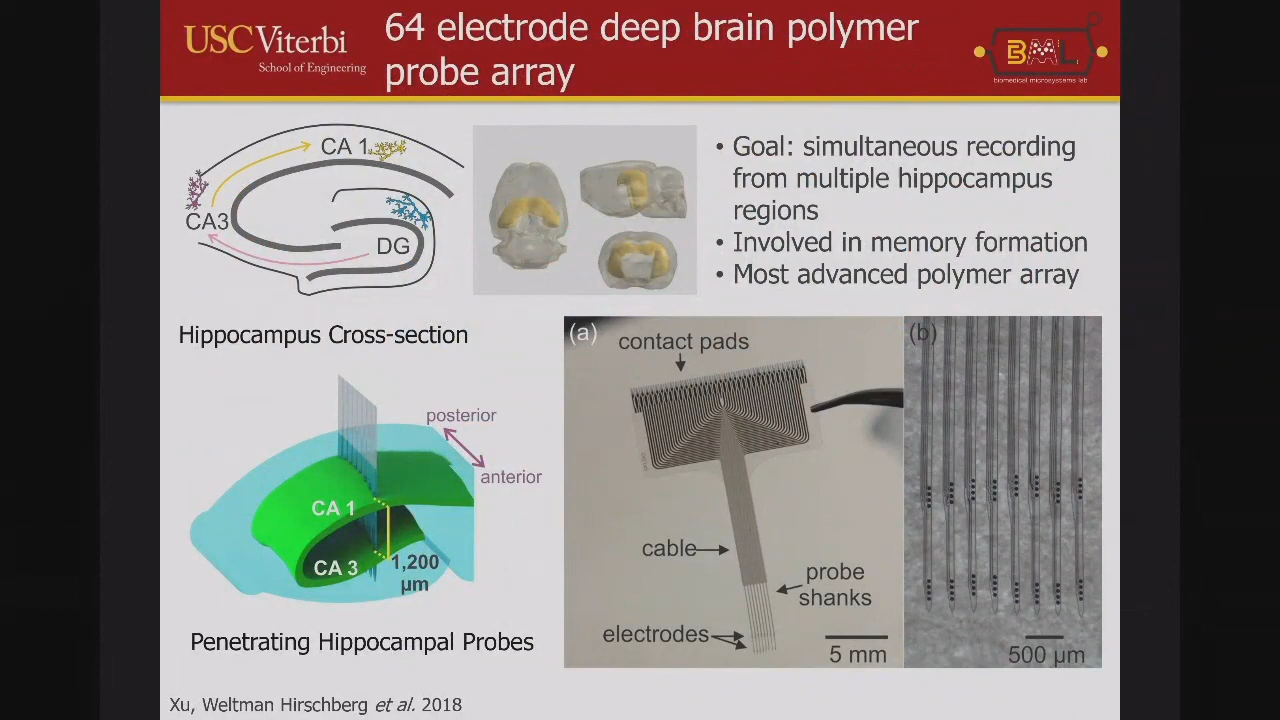 USC Viterbi
School of Engineering
64 electrode deep brain polymer
probe array
BML
biomedical microsystems lab
CA 1
CA3
DG
Hippocampus Cross-section
• Goal: simultaneous recording
from multiple hippocampus
regions
• Involved in memory formation
• Most advanced polymer array
posterior
anterior
CA 1
CA 3
1,200
µm
Penetrating Hippocampal Probes
(a)
contact pads
cable
probe
shanks
electrodes
5 mm
(b)
500 µm
Xu, Weltman Hirschberg et al. 2018